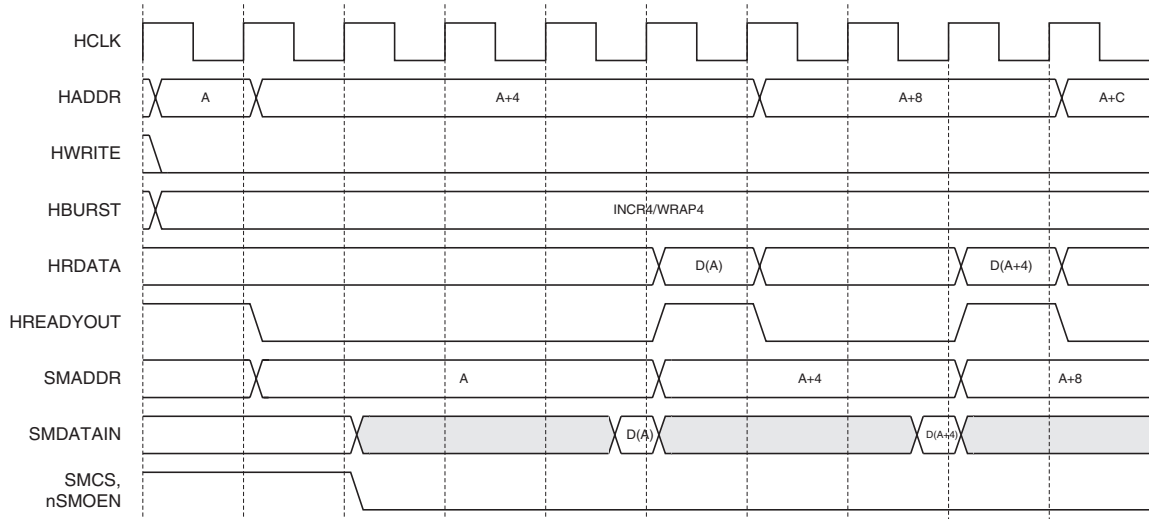 HCLK
HADDR A A+4 A+8 A+C
HWRITE
HBURST INCR4/WRAP4
HRDATA D(A) D(A+4)
HREADYOUT
SMADDR A A+4 A+8
SMDATAIN D(A) D(A+4)
SMCS,
nSMOEN